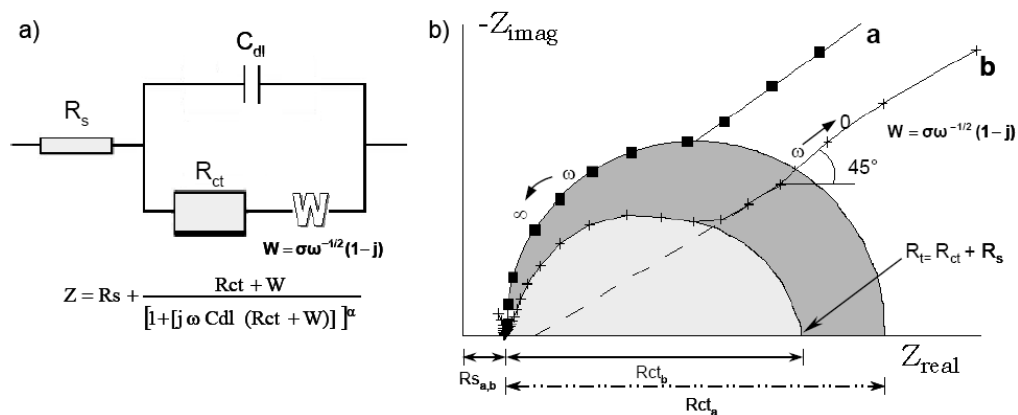 a)
C_dl
R_s
R_ct
W
W = σω^−1/2 (1−j)
Z = Rs + (Rct + W) / [1+[j ω Cdl (Rct + W)] ]^α
b)
-Z_imag
a
b
ω 0
W = σω^−1/2 (1−j)
45°
ω
∞
R_t= R_ct + R_s
Z_real
Rs_a,b
Rct_b
Rct_a